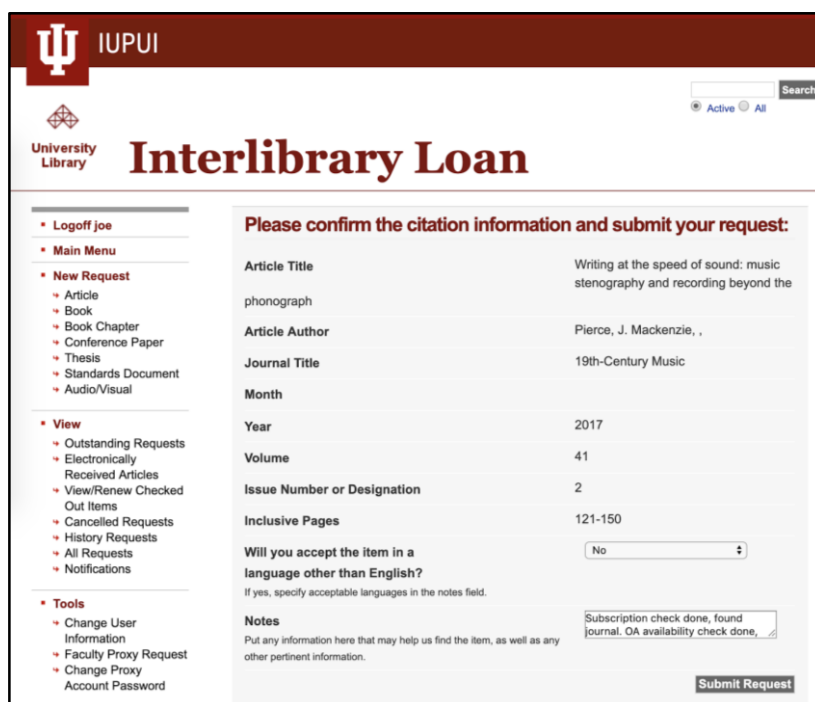 IUPUI
Search
Active All
University
Library
Interlibrary Loan
Logoff joe
Main Menu
New Request
Article
Book
Book Chapter
Conference Paper
Thesis
Standards Document
Audio/Visual
View
Outstanding Requests
Electronically
Received Articles
View/Renew Checked
Out Items
Cancelled Requests
History Requests
All Requests
Notifications
Tools
Change User
Information
Faculty Proxy Request
Change Proxy
Account Password
Please confirm the citation information and submit your request:
Article Title Writing at the speed of sound: music
stenography and recording beyond the
phonograph
Article Author Pierce, J. Mackenzie, ,
Journal Title 19th-Century Music
Month
Year 2017
Volume 41
Issue Number or Designation 2
Inclusive Pages 121-150
Will you accept the item in a No
language other than English?
If yes, specify acceptable languages in the notes field.
Notes Subscription check done, found
journal. OA availability check done,
Put any information here that may help us find the item, as well as any
other pertinent information.
Submit Request